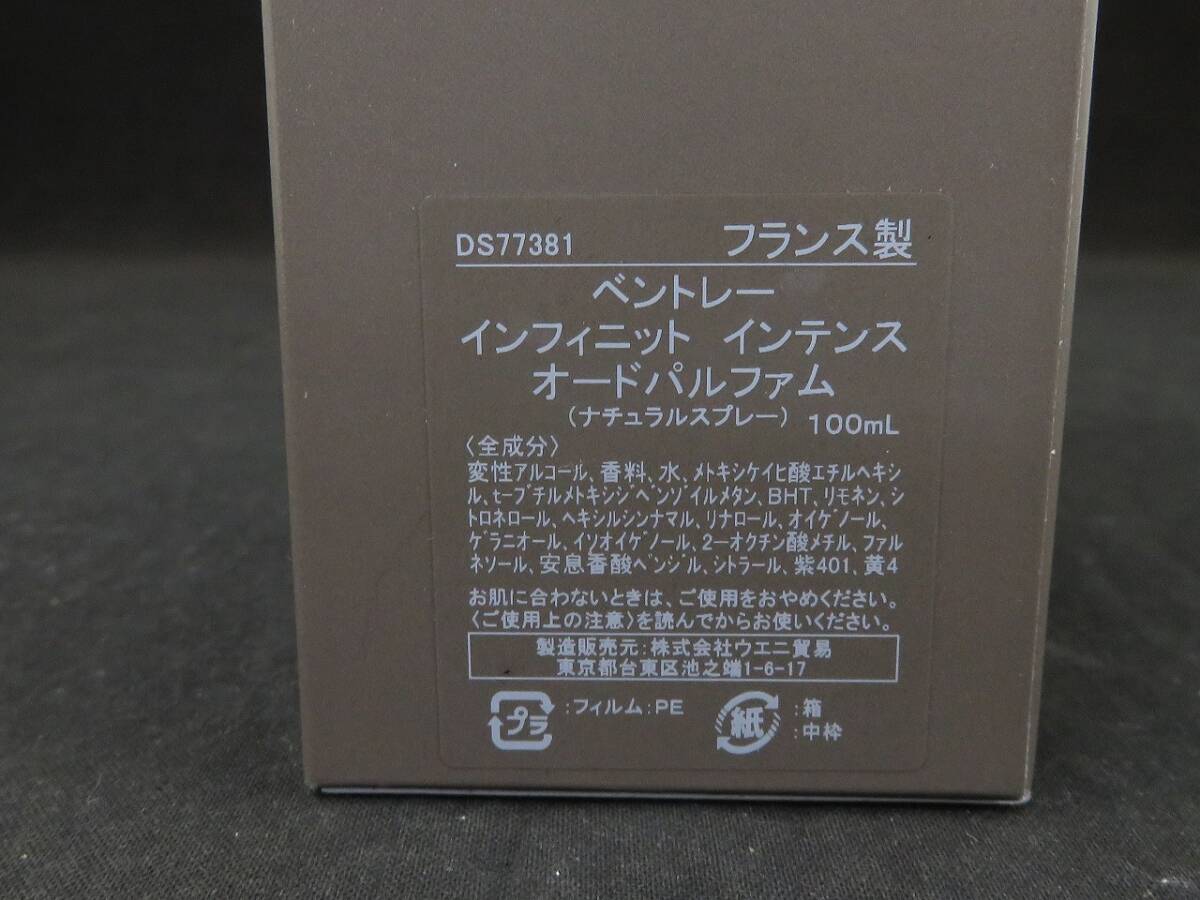 DS77381 フランス製
ベントレー
インフィニット インテンス
オードパルファム
(ナチュラルスプレー) 100mL
〈全成分〉
変性アルコール、香料、水、メトキシケイヒ酸エチルヘキシ
ル、t-ブチルメトキシジベンゾイルメタン、BHT、リモネン、シ
トロネロール、ヘキシルシンナマル、リナロール、オイゲノール、
ゲラニオール、イソオイゲノール、2-オクチン酸メチル、ファル
ネソール、安息香酸ベンジル、シトラール、紫401、黄4
お肌に合わないときは、ご使用をおやめください。
〈ご使用上の注意〉を読んでからお使いください。
製造販売元:株式会社ウエニ貿易
東京都台東区池之端1-6-17
プラ :フィルム:PE 紙 :箱
:中枠